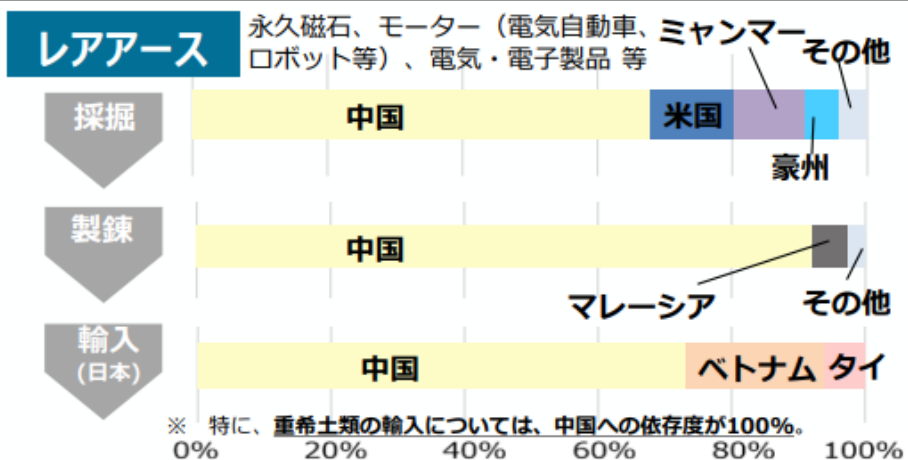 レアアース
永久磁石、モーター（電気自動車、
ロボット等）、電気・電子製品 等
ミャンマー
その他
採掘
中国
米国
豪州
製錬
中国
マレーシア
その他
輸入
(日本)
中国
ベトナム
タイ
※ 特に、重希土類の輸入については、中国への依存度が100%。
0% 20% 40% 60% 80% 100%